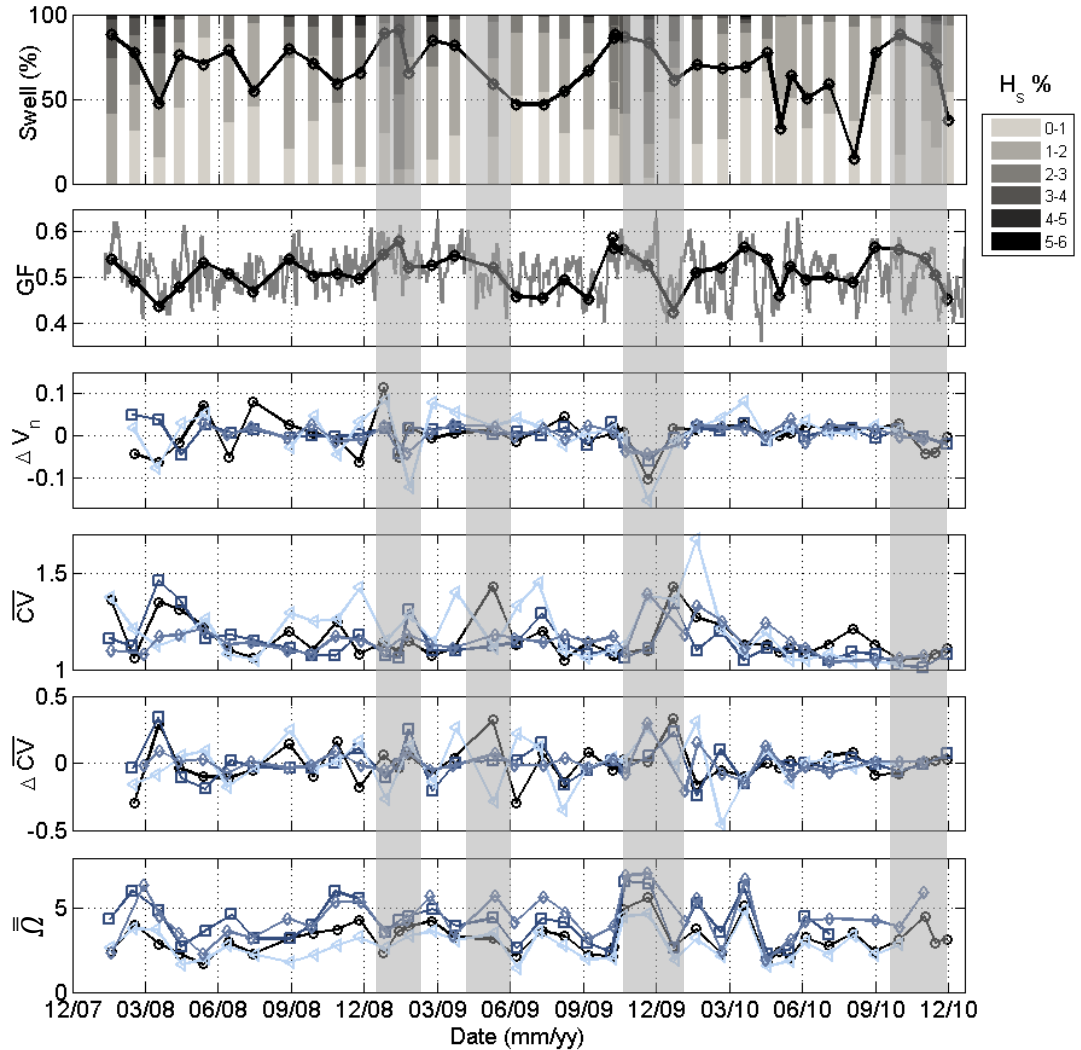 100
50
0
Swell (%)
H_s %
0-1
1-2
2-3
3-4
4-5
5-6
0.6
0.5
0.4
GF
0.1
0
-0.1
Δ V_n
1.5
1
CV
0.5
0
-0.5
Δ CV
5
0
Ω
12/07 03/08 06/08 09/08 12/08 03/09 06/09 09/09 12/09 03/10 06/10 09/10 12/10
Date (mm/yy)